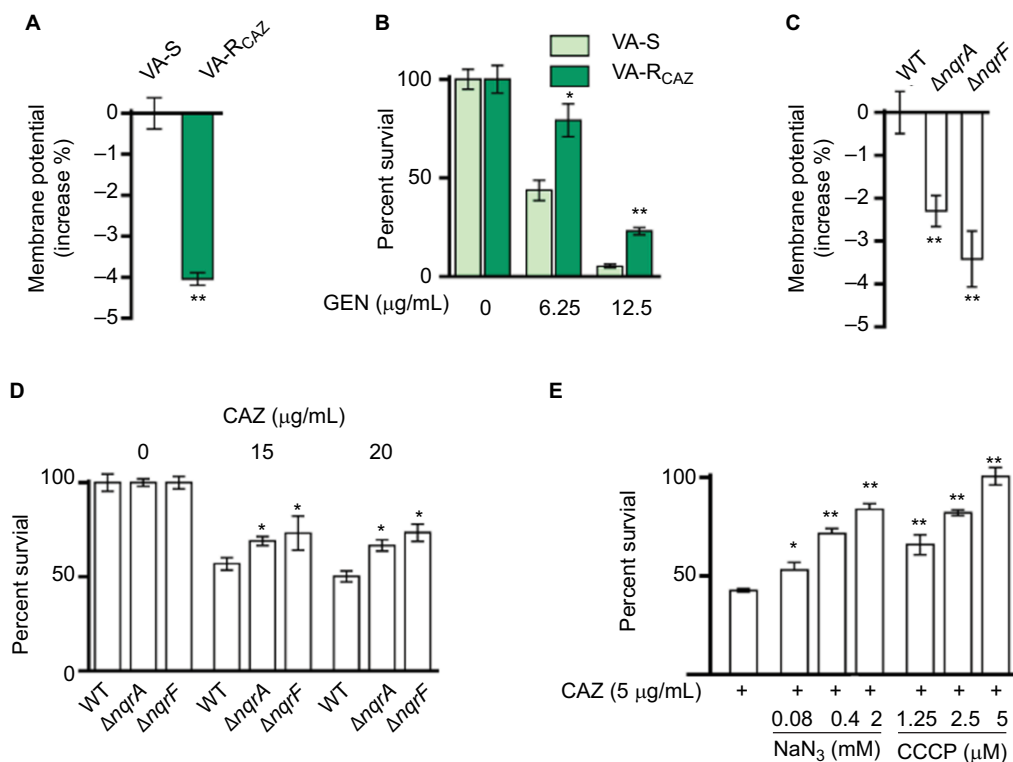 A
VA-S
VA-RCAZ
0
–1
–2
–3
–4
–5
Membrane potential
(increase %)
**
B
VA-S
VA-RCAZ
100
50
0
Percent survial
*
**
GEN (μg/mL)
0
6.25
12.5
C
WT
ΔnqrA
ΔnqrF
0
–1
–2
–3
–4
–5
Membrane potential
(increase %)
**
**
D
CAZ (μg/mL)
0
15
20
100
50
0
Percent survial
*
*
*
*
WT
ΔnqrA
ΔnqrF
WT
ΔnqrA
ΔnqrF
WT
ΔnqrA
ΔnqrF
E
100
50
Percent survial
*
**
**
**
**
**
CAZ (5 μg/mL) + + + + + + +
0.08 0.4 2 1.25 2.5 5
NaN3 (mM) CCCP (μM)